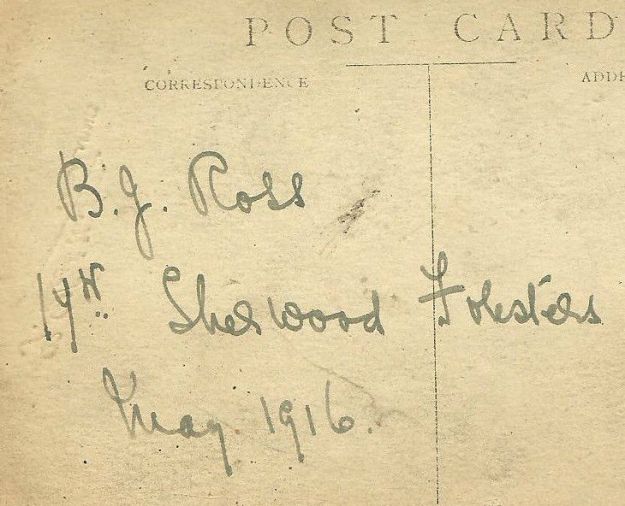 POST CARD
CORRESPONDENCE ADDR
B. J. Ross
17th Sherwood Foresters
May 1916.